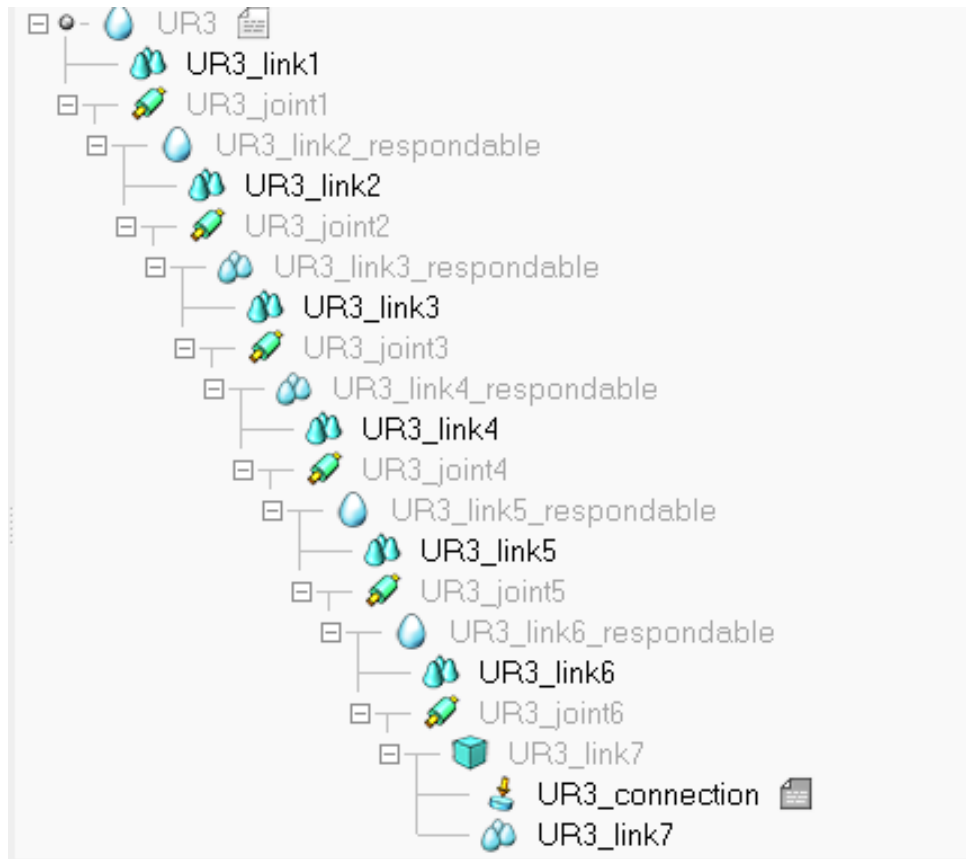 UR3
UR3_link1
UR3_joint1
UR3_link2_respondable
UR3_link2
UR3_joint2
UR3_link3_respondable
UR3_link3
UR3_joint3
UR3_link4_respondable
UR3_link4
UR3_joint4
UR3_link5_respondable
UR3_link5
UR3_joint5
UR3_link6_respondable
UR3_link6
UR3_joint6
UR3_link7
UR3_connection
UR3_link7